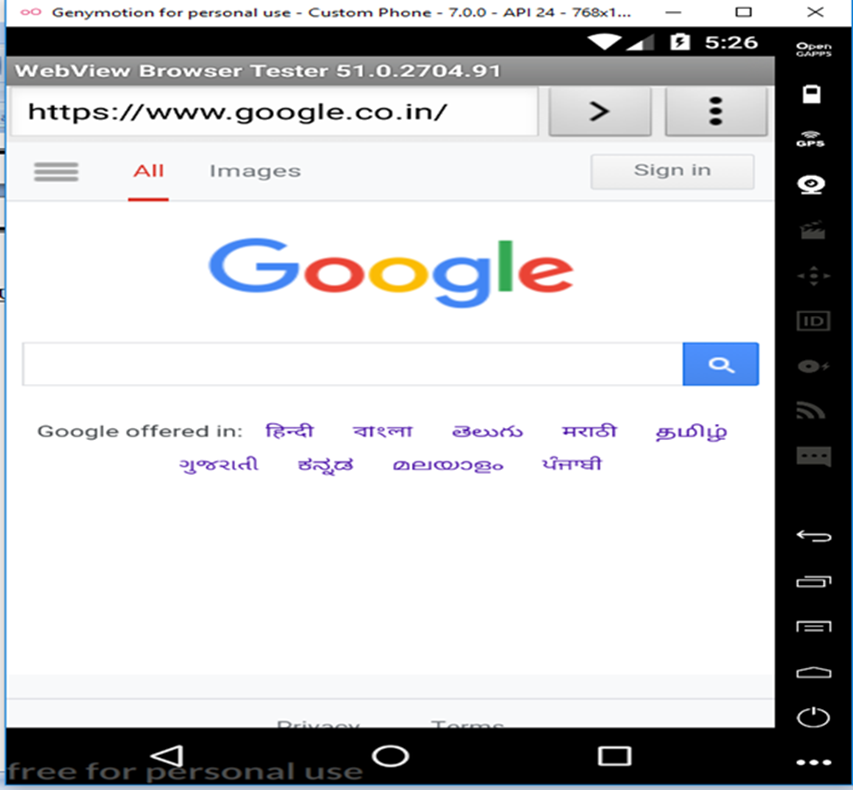 Genymotion for personal use - Custom Phone - 7.0.0 - API 24 - 768x1...
5:26
Open GAPPS
WebView Browser Tester 51.0.2704.91
https://www.google.co.in/ >
GPS
All Images Sign in
Google
ID
Google offered in: हिन्दी বাংলা తెలుగు मराठी தமிழ்
ગુજરાતી ಕನ್ನಡ മലയാളം ਪੰਜਾਬੀ
Privacy Terms
free for personal use